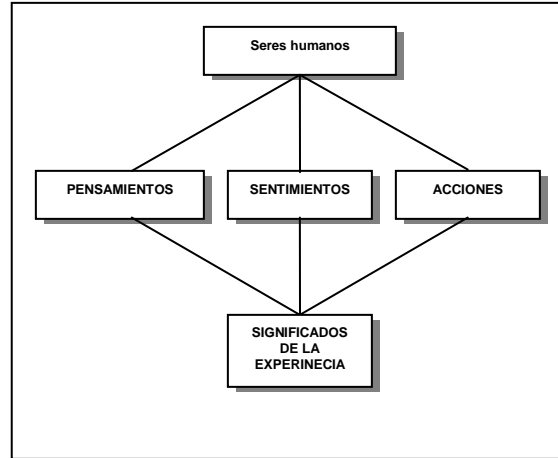 Seres humanos
PENSAMIENTOS
SENTIMIENTOS
ACCIONES
SIGNIFICADOS
DE LA
EXPERINECIA